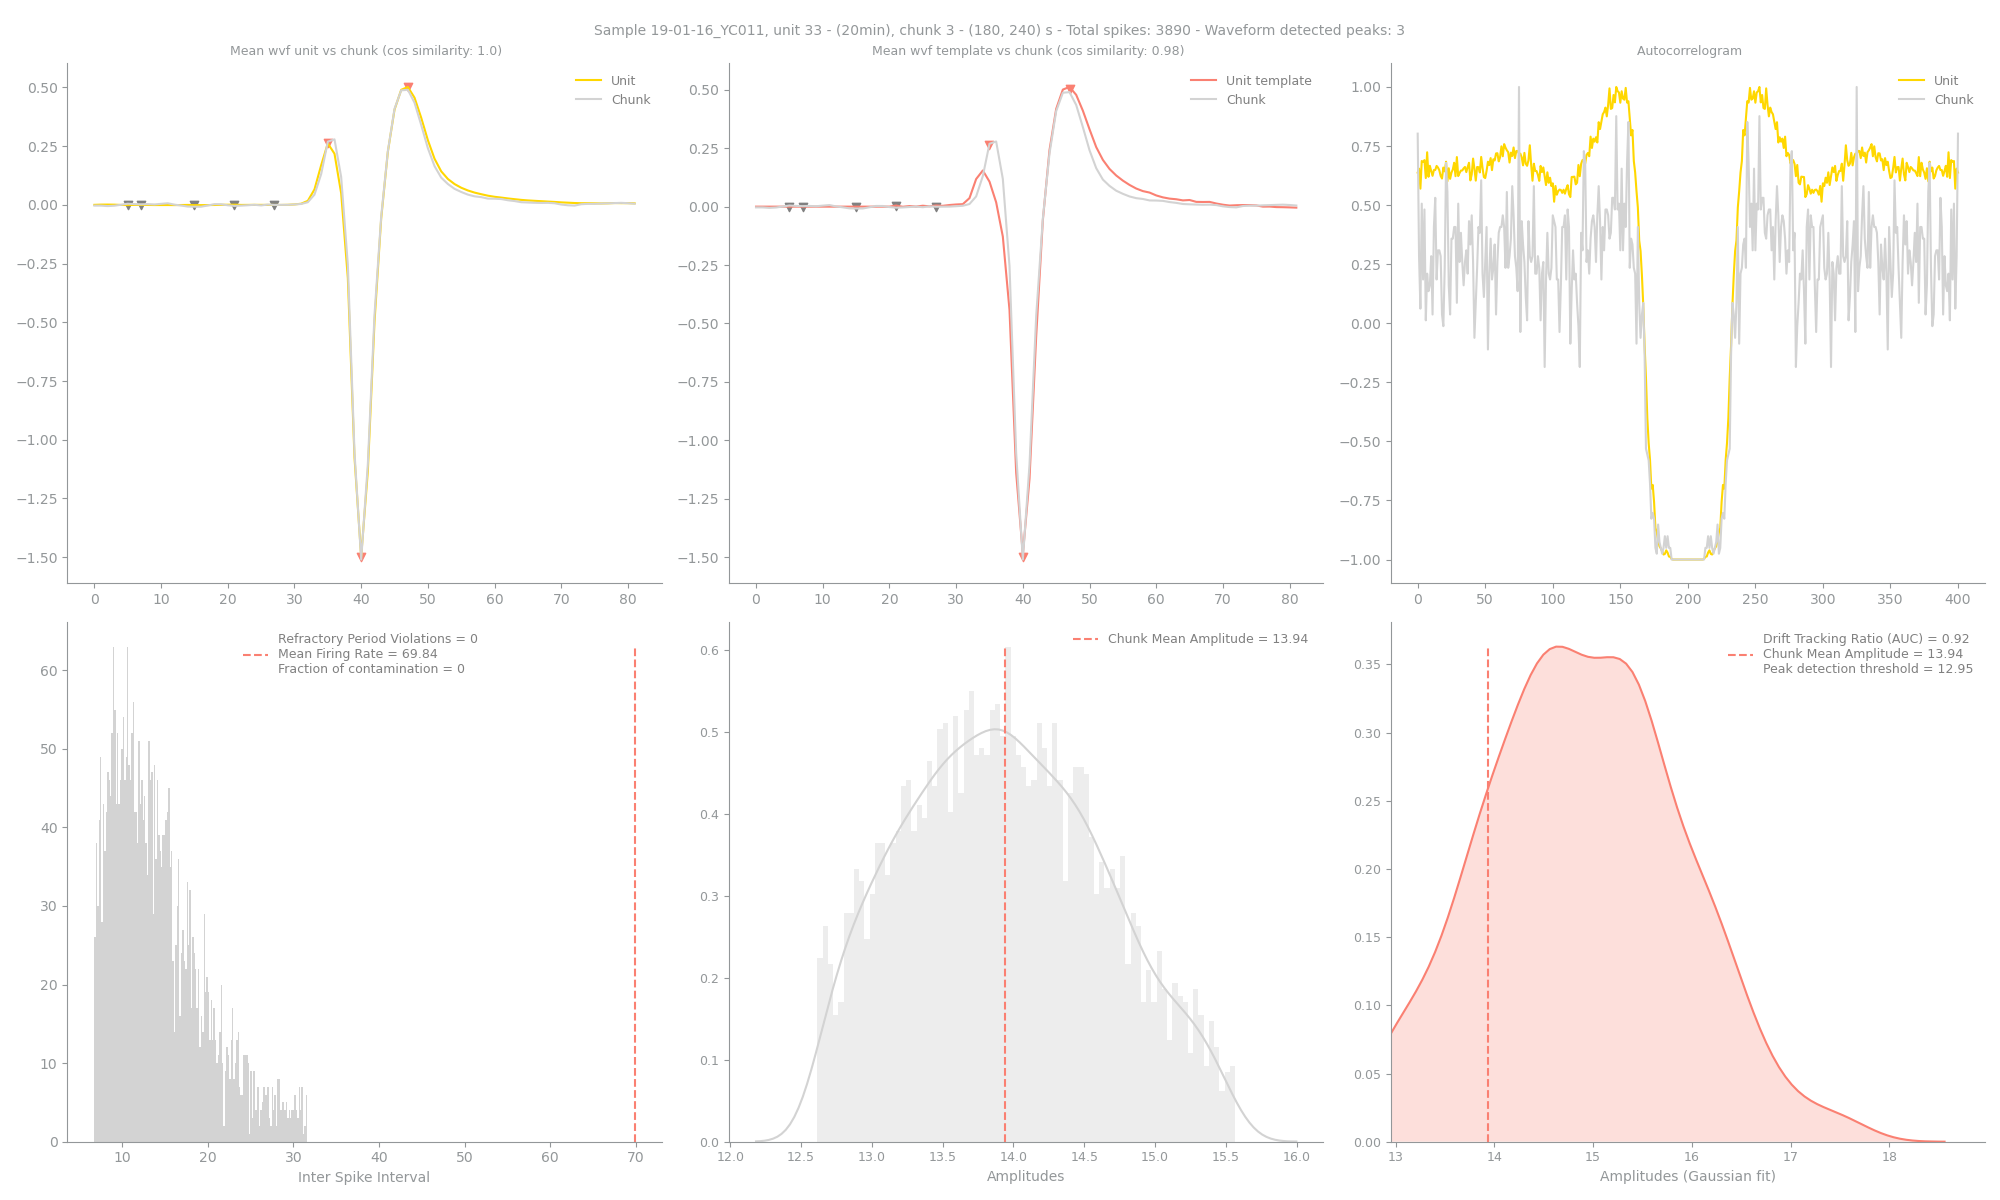 Sample 19-01-16_YC011, unit 33 - (20min), chunk 3 - (180, 240) s - Total spikes: 3890 - Waveform detected peaks: 3
Mean wvf unit vs chunk (cos similarity: 1.0)
Unit
Chunk
0.50
0.25
0.00
−0.25
−0.50
−0.75
−1.00
−1.25
−1.50
0 10 20 30 40 50 60 70 80
Mean wvf template vs chunk (cos similarity: 0.98)
Unit template
Chunk
0.50
0.25
0.00
−0.25
−0.50
−0.75
−1.00
−1.25
−1.50
0 10 20 30 40 50 60 70 80
Autocorrelogram
Unit
Chunk
1.00
0.75
0.50
0.25
0.00
−0.25
−0.50
−0.75
−1.00
0 50 100 150 200 250 300 350 400
Refractory Period Violations = 0
Mean Firing Rate = 69.84
Fraction of contamination = 0
60
50
40
30
20
10
0
10 20 30 40 50 60 70
Inter Spike Interval
Chunk Mean Amplitude = 13.94
0.6
0.5
0.4
0.3
0.2
0.1
0.0
12.0 12.5 13.0 13.5 14.0 14.5 15.0 15.5 16.0
Amplitudes
Drift Tracking Ratio (AUC) = 0.92
Chunk Mean Amplitude = 13.94
Peak detection threshold = 12.95
0.35
0.30
0.25
0.20
0.15
0.10
0.05
0.00
13 14 15 16 17 18
Amplitudes (Gaussian fit)